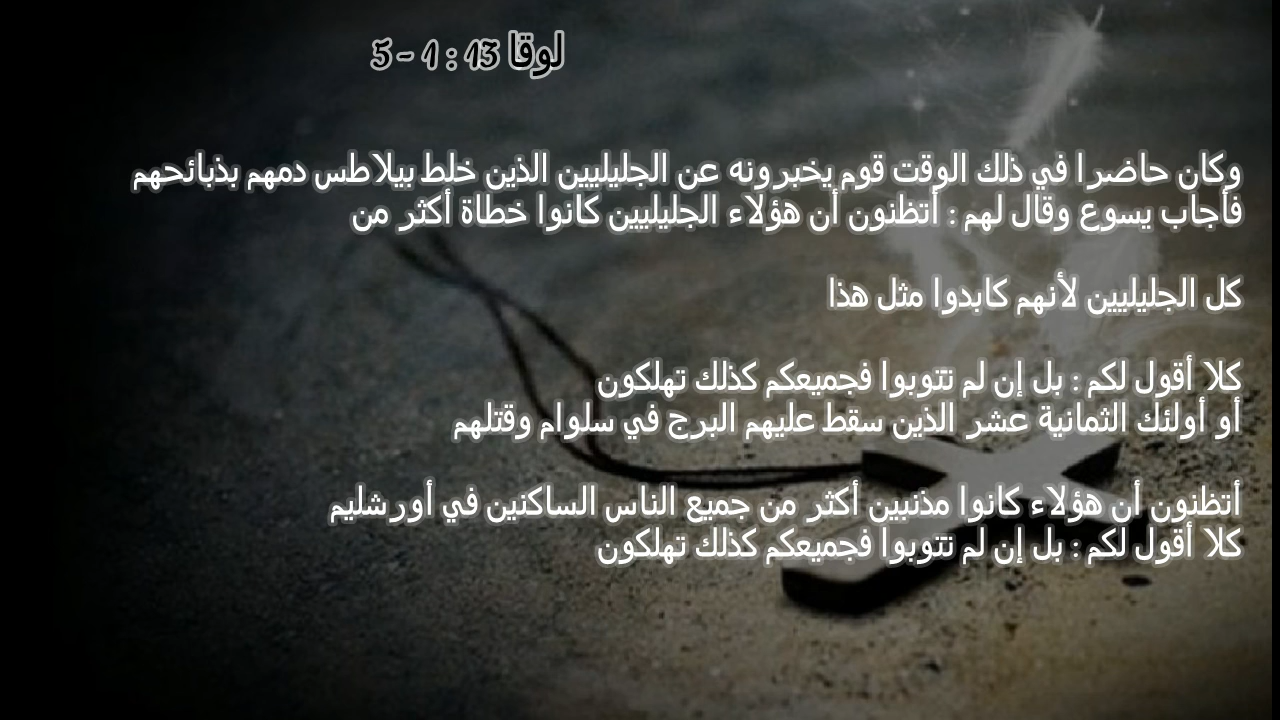 لوقا 13 : 1 - 5
وكان حاضرا في ذلك الوقت قوم يخبرونه عن الجليليين الذين خلط بيلاطس دمهم بذبائحهم
فأجاب يسوع وقال لهم : أتظنون أن هؤلاء الجليليين كانوا خطاة أكثر من
كل الجليليين لأنهم كابدوا مثل هذا
كلا أقول لكم : بل إن لم تتوبوا فجميعكم كذلك تهلكون
أو أولئك الثمانية عشر الذين سقط عليهم البرج في سلوام وقتلهم
أتظنون أن هؤلاء كانوا مذنبين أكثر من جميع الناس الساكنين في أورشليم
كلا أقول لكم : بل إن لم تتوبوا فجميعكم كذلك تهلكون